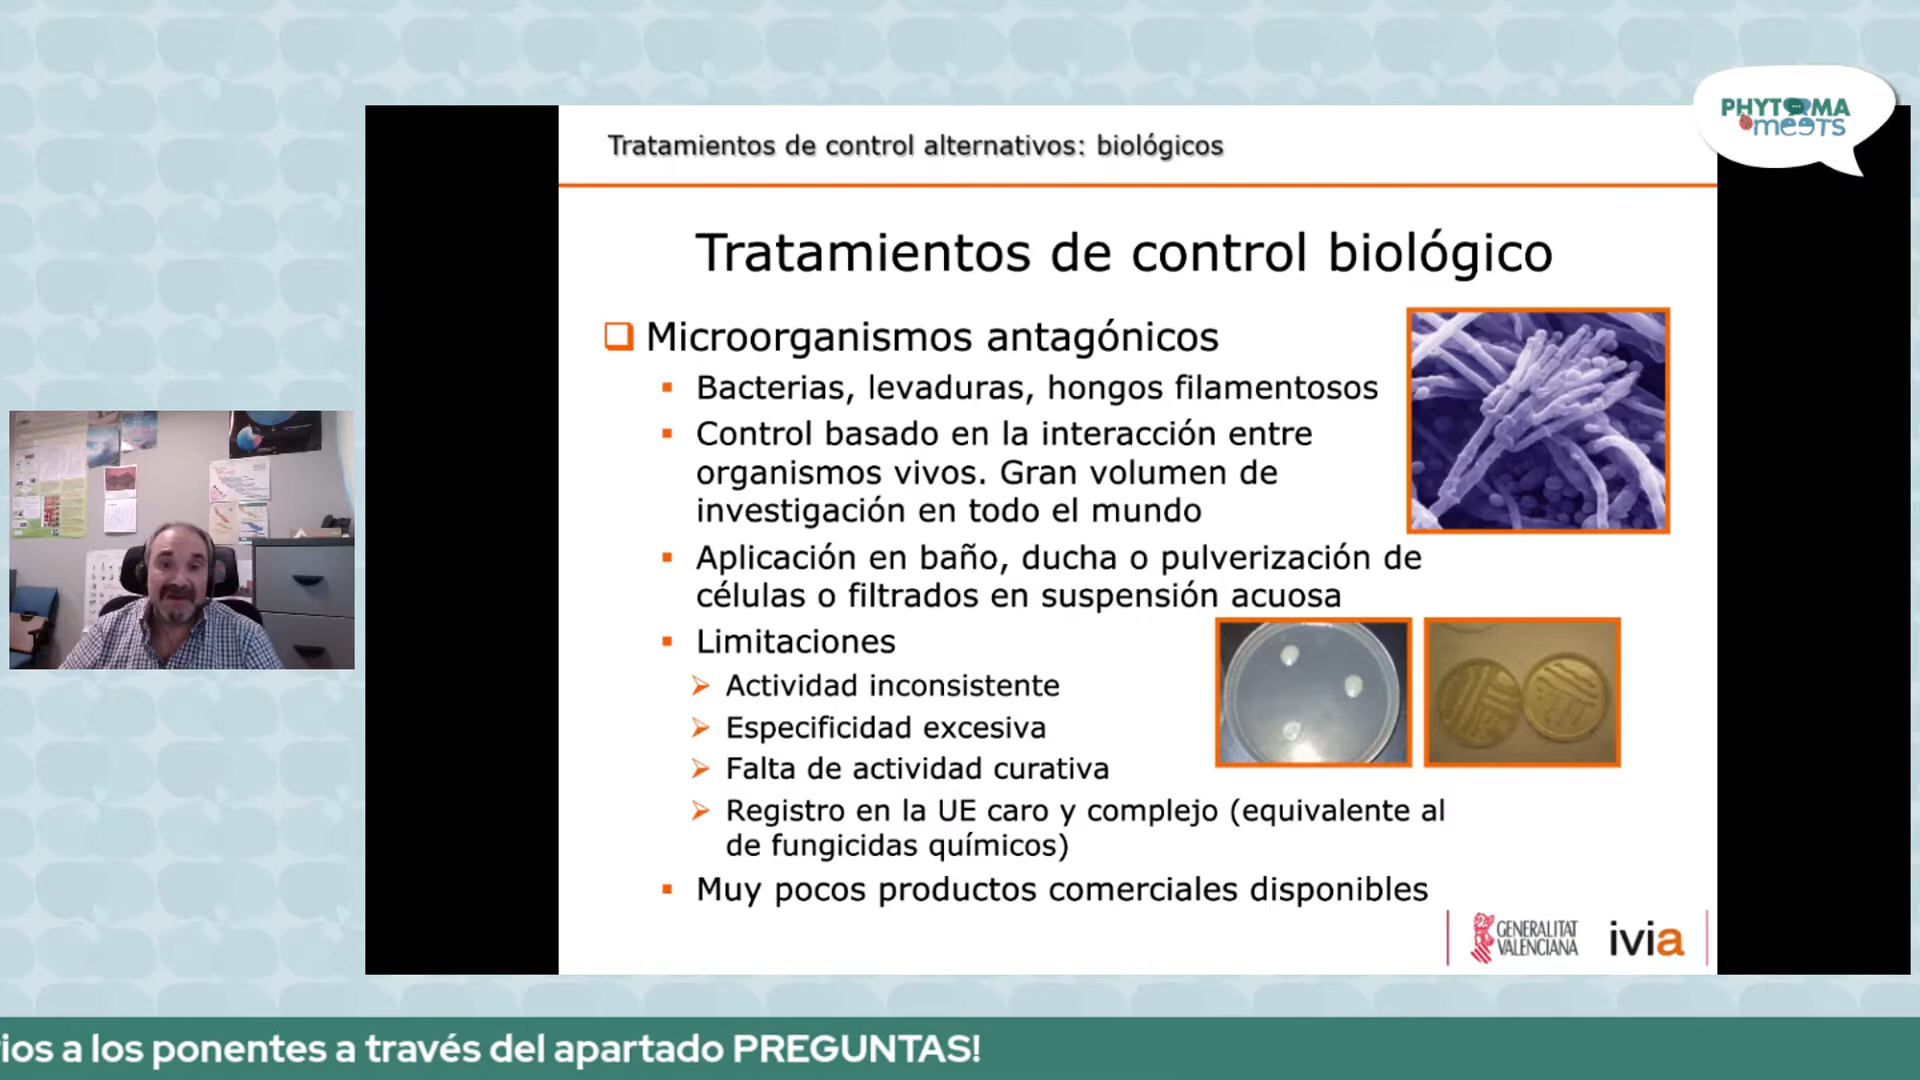 PHYTOMA
meeTS
Tratamientos de control alternativos: biológicos
Tratamientos de control biológico
Microorganismos antagónicos
Bacterias, levaduras, hongos filamentosos
Control basado en la interacción entre
organismos vivos. Gran volumen de
investigación en todo el mundo
Aplicación en baño, ducha o pulverización de
células o filtrados en suspensión acuosa
Limitaciones
Actividad inconsistente
Especificidad excesiva
Falta de actividad curativa
Registro en la UE caro y complejo (equivalente al
de fungicidas químicos)
Muy pocos productos comerciales disponibles
GENERALITAT
VALENCIANA
ivia
ios a los ponentes a través del apartado PREGUNTAS!